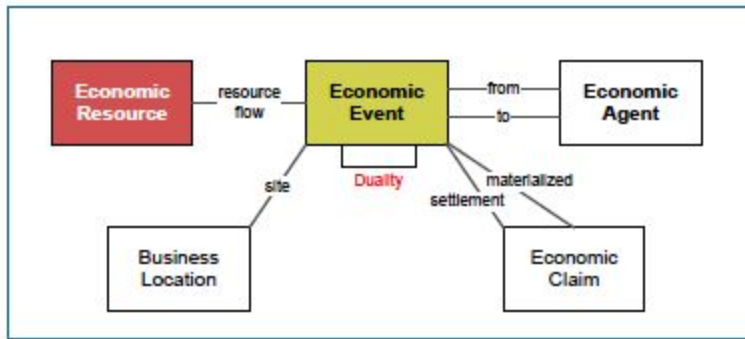 Economic
Resource
resource
flow
Economic
Event
from
to
Economic
Agent
Duality
site
settlement
materialized
Business
Location
Economic
Claim